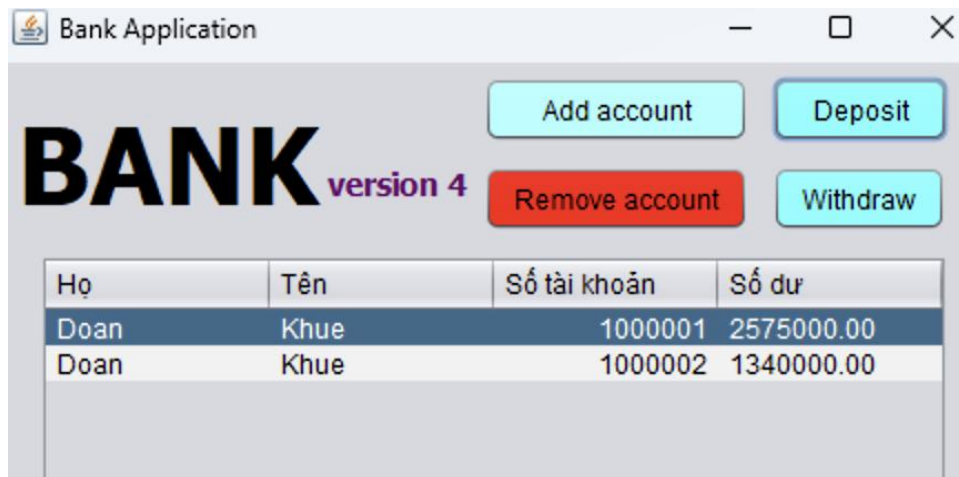 Bank Application
BANK version 4
Add account
Deposit
Remove account
Withdraw
Họ Tên Số tài khoản Số dư
Doan Khue 1000001 2575000.00
Doan Khue 1000002 1340000.00